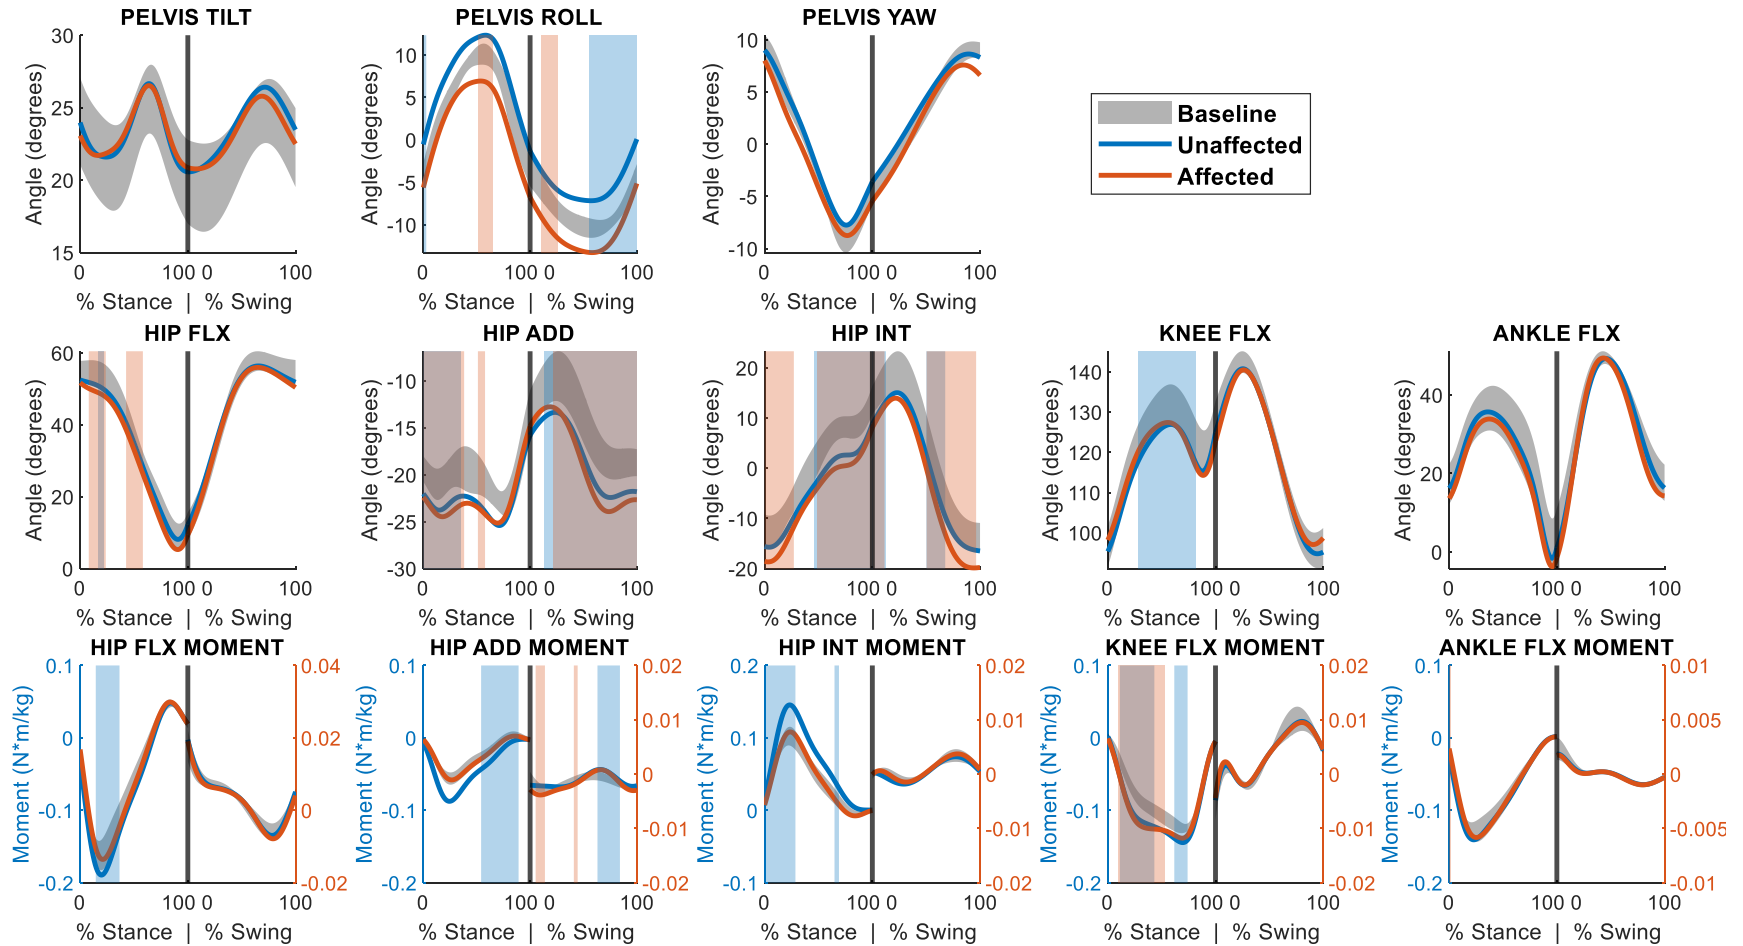 PELVIS TILT
PELVIS ROLL
PELVIS YAW
Angle (degrees)
30
25
20
15
0
100 0
100
% Stance | % Swing
Angle (degrees)
10
5
0
-5
-10
0
100 0
100
% Stance | % Swing
Angle (degrees)
10
5
0
-5
-10
0
100 0
100
% Stance | % Swing
Baseline
Unaffected
Affected
HIP FLX
HIP ADD
HIP INT
KNEE FLX
ANKLE FLX
Angle (degrees)
60
40
20
0
0
100 0
100
% Stance | % Swing
Angle (degrees)
-10
-15
-20
-25
-30
0
100 0
100
% Stance | % Swing
Angle (degrees)
20
10
0
-10
-20
0
100 0
100
% Stance | % Swing
Angle (degrees)
140
130
120
110
100
0
100 0
100
% Stance | % Swing
Angle (degrees)
40
20
0
0
100 0
100
% Stance | % Swing
HIP FLX MOMENT
HIP ADD MOMENT
HIP INT MOMENT
KNEE FLX MOMENT
ANKLE FLX MOMENT
Moment (N*m/kg)
0.1
0
-0.1
-0.2
0.04
0.02
0
-0.02
0
100 0
100
% Stance | % Swing
Moment (N*m/kg)
0.1
0
-0.1
-0.2
0.02
0.01
0
-0.01
-0.02
0
100 0
100
% Stance | % Swing
Moment (N*m/kg)
0.2
0.1
0
-0.1
0.02
0.01
0
-0.01
-0.02
0
100 0
100
% Stance | % Swing
Moment (N*m/kg)
0.1
0
-0.1
-0.2
0.02
0.01
0
-0.01
-0.02
0
100 0
100
% Stance | % Swing
Moment (N*m/kg)
0.1
0
-0.1
-0.2
0.01
0.005
0
-0.005
-0.01
0
100 0
100
% Stance | % Swing